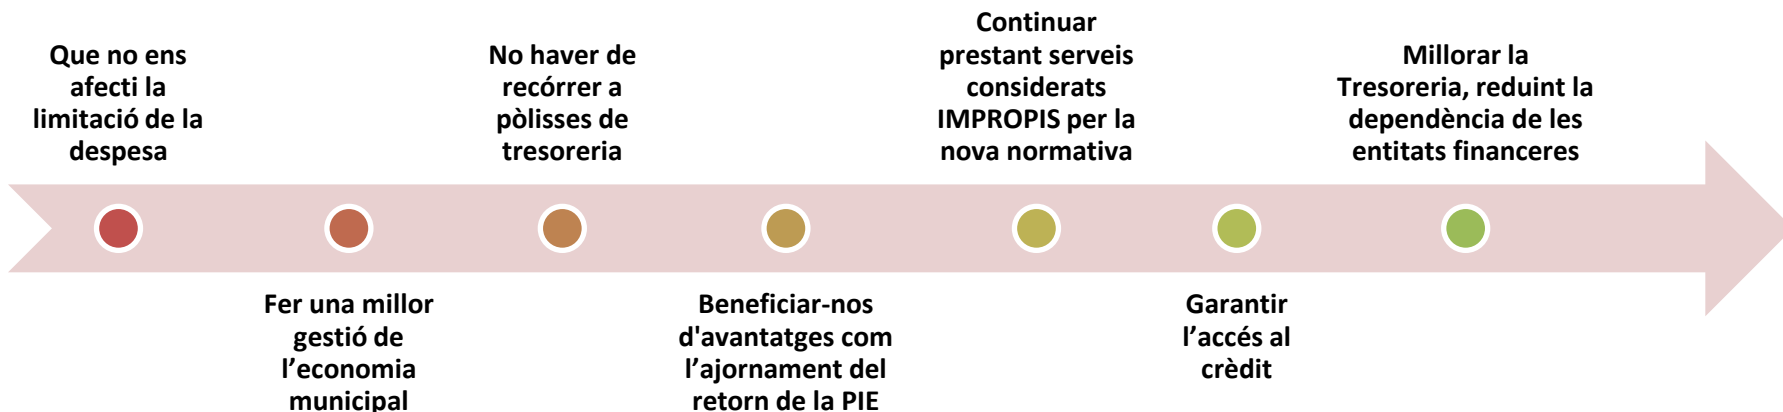 Que no ens
afecti la
limitació de la
despesa
Fer una millor
gestió de
l’economia
municipal
No haver de
recórrer a
pòlisses de
tresoreria
Beneficiar-nos
d'avantatges com
l’ajornament del
retorn de la PIE
Continuar
prestant serveis
considerats
IMPROPIS per la
nova normativa
Garantir
l’accés al
crèdit
Millorar la
Tresoreria, reduint la
dependència de les
entitats financeres